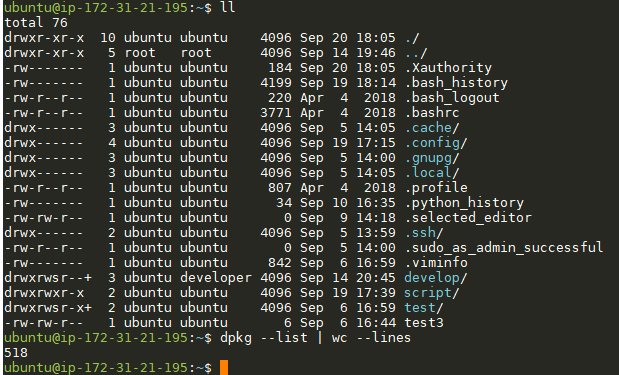 ubuntu@ip-172-31-21-195:~$ ll
total 76
drwxr-xr-x  10 ubuntu ubuntu    4096 Sep 20 18:05 ./
drwxr-xr-x   5 root   root      4096 Sep 14 19:46 ../
-rw-------   1 ubuntu ubuntu     184 Sep 20 18:05 .Xauthority
-rw-------   1 ubuntu ubuntu    4199 Sep 19 18:14 .bash_history
-rw-r--r--   1 ubuntu ubuntu     220 Apr  4  2018 .bash_logout
-rw-r--r--   1 ubuntu ubuntu    3771 Apr  4  2018 .bashrc
drwx------   3 ubuntu ubuntu    4096 Sep  5 14:05 .cache/
drwx------   4 ubuntu ubuntu    4096 Sep 19 17:15 .config/
drwx------   3 ubuntu ubuntu    4096 Sep  5 14:00 .gnupg/
drwx------   3 ubuntu ubuntu    4096 Sep  5 14:05 .local/
-rw-r--r--   1 ubuntu ubuntu     807 Apr  4  2018 .profile
-rw-------   1 ubuntu ubuntu      34 Sep 10 16:35 .python_history
-rw-rw-r--   1 ubuntu ubuntu       0 Sep  9 14:18 .selected_editor
drwx------   2 ubuntu ubuntu    4096 Sep  5 13:59 .ssh/
-rw-r--r--   1 ubuntu ubuntu       0 Sep  5 14:00 .sudo_as_admin_successful
-rw-------   1 ubuntu ubuntu     842 Sep  6 16:59 .viminfo
drwxrwsr--+  3 ubuntu developer 4096 Sep 14 20:45 develop/
drwxrwxr-x   2 ubuntu ubuntu    4096 Sep 19 17:39 script/
drwxrwsr-x+  2 ubuntu ubuntu    4096 Sep  6 16:59 test/
-rw-rw-r--   1 ubuntu ubuntu       6 Sep  6 16:44 test3
ubuntu@ip-172-31-21-195:~$ dpkg --list | wc --lines
518
ubuntu@ip-172-31-21-195:~$